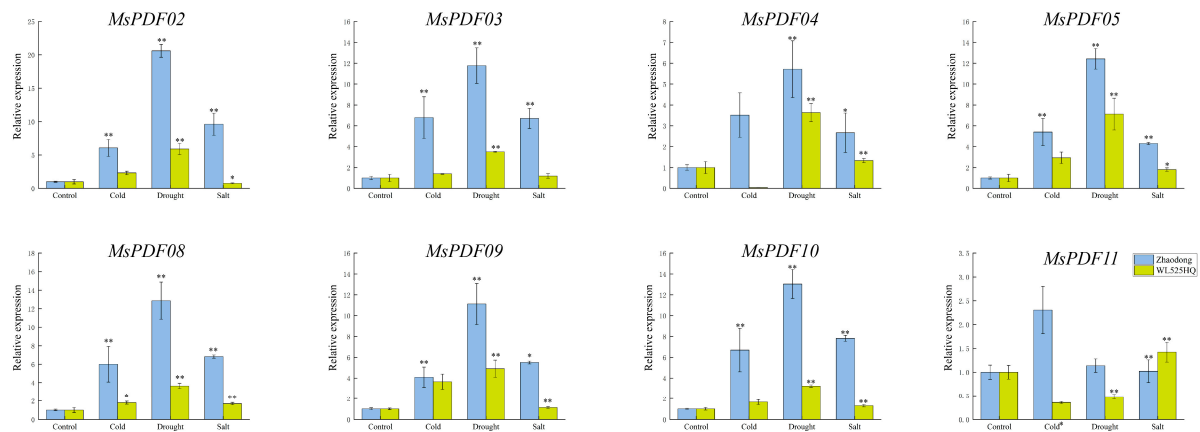 MsPDF02
Relative expression
25
20
15
10
5
0
Control Cold Drought Salt
** ** ** ** *
MsPDF03
Relative expression
16
14
12
10
8
6
4
2
0
Control Cold Drought Salt
** ** ** **
MsPDF04
Relative expression
8
7
6
5
4
3
2
1
0
Control Cold Drought Salt
** ** * **
MsPDF05
Relative expression
16
14
12
10
8
6
4
2
0
Control Cold Drought Salt
** ** ** ** *
MsPDF08
Relative expression
18
16
14
12
10
8
6
4
2
0
Control Cold Drought Salt
** * ** ** ** **
MsPDF09
Relative expression
18
16
14
12
10
8
6
4
2
0
Control Cold Drought Salt
** ** ** * **
MsPDF10
Relative expression
16
14
12
10
8
6
4
2
0
Control Cold Drought Salt
** ** ** ** **
MsPDF11
Zhaodong
WL525HQ
Relative expression
3.5
3.0
2.5
2.0
1.5
1.0
0.5
0.0
Control Cold* Drought Salt
** ** **